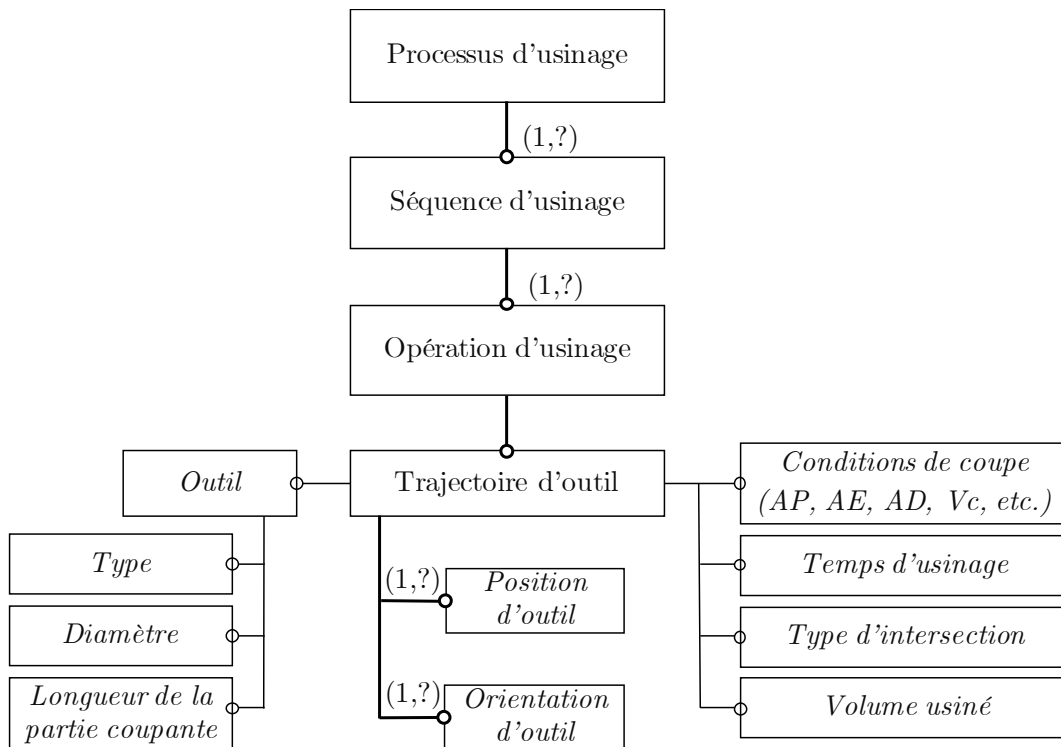 Processus d'usinage
(1,?)
Séquence d'usinage
(1,?)
Opération d'usinage
Outil
Trajectoire d'outil
Conditions de coupe
(AP, AE, AD, Vc, etc.)
Type
Diamètre
Longueur de la
partie coupante
(1,?)
Position
d'outil
(1,?)
Orientation
d'outil
Temps d'usinage
Type d'intersection
Volume usiné